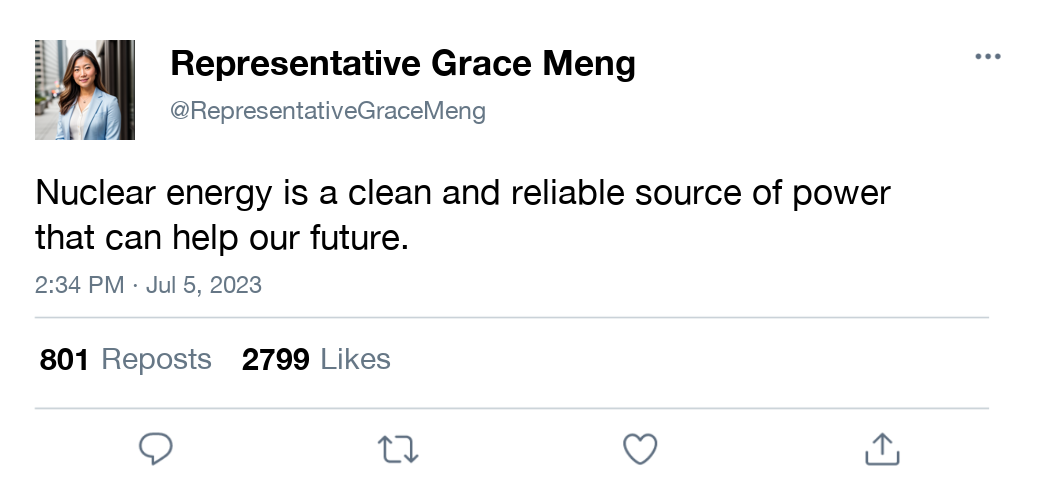 Representative Grace Meng
@RepresentativeGraceMeng
Nuclear energy is a clean and reliable source of power
that can help our future.
2:34 PM · Jul 5, 2023
801 Reposts 2799 Likes